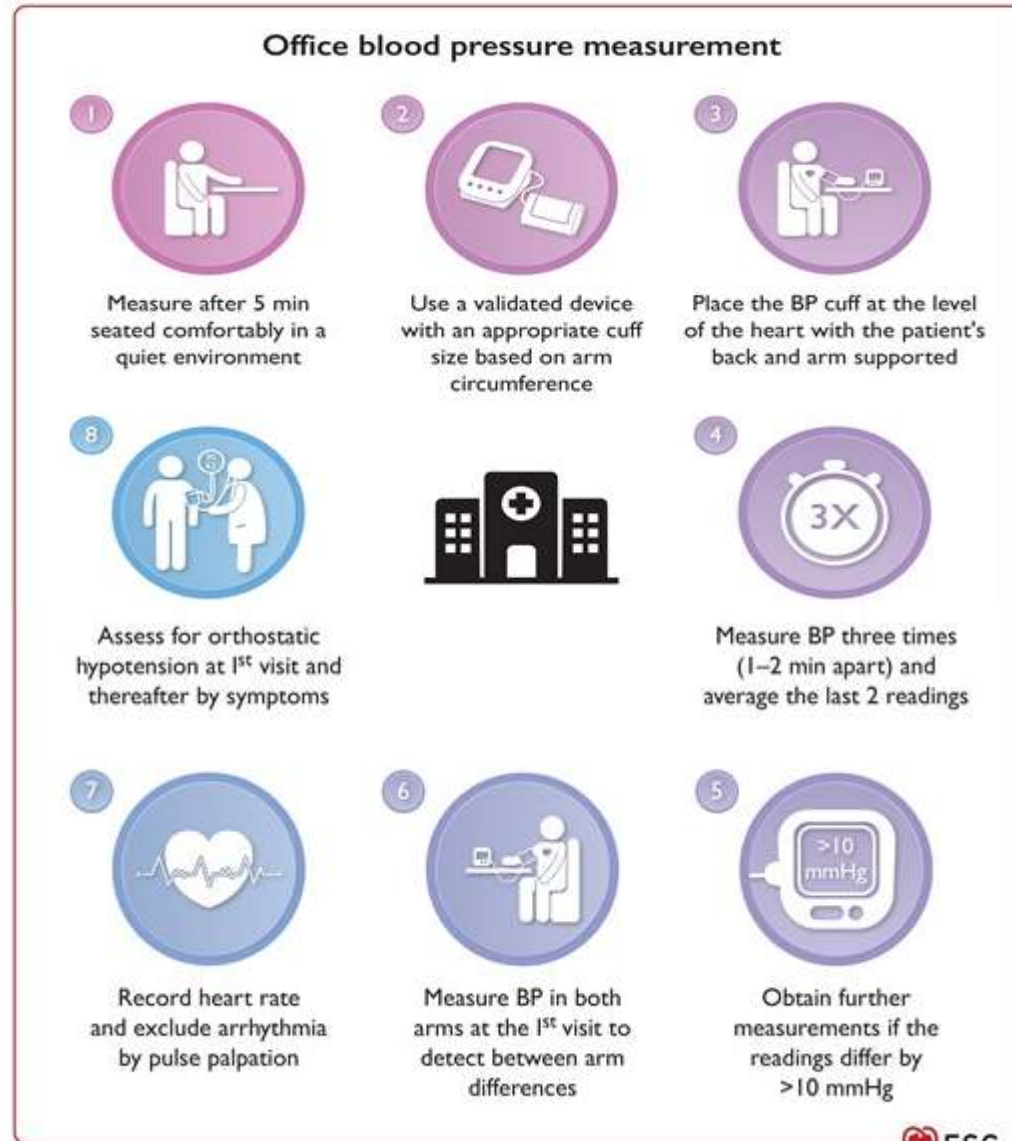 Office blood pressure measurement
1
Measure after 5 min
seated comfortably in a
quiet environment
2
Use a validated device
with an appropriate cuff
size based on arm
circumference
3
Place the BP cuff at the level
of the heart with the patient's
back and arm supported
4
3X
Measure BP three times
(1–2 min apart) and
average the last 2 readings
5
>10
mmHg
Obtain further
measurements if the
readings differ by
>10 mmHg
6
Measure BP in both
arms at the 1st visit to
detect between arm
differences
7
Record heart rate
and exclude arrhythmia
by pulse palpation
8
Assess for orthostatic
hypotension at 1st visit and
thereafter by symptoms
ESC